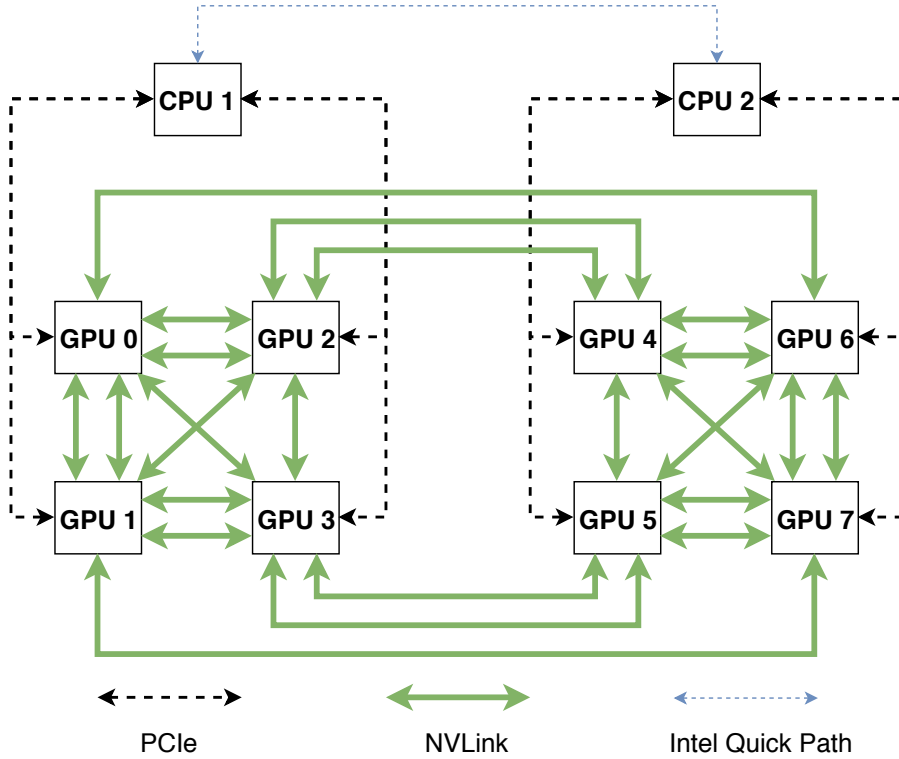 CPU 1
CPU 2
GPU 0
GPU 2
GPU 4
GPU 6
GPU 1
GPU 3
GPU 5
GPU 7
PCIe
NVLink
Intel Quick Path